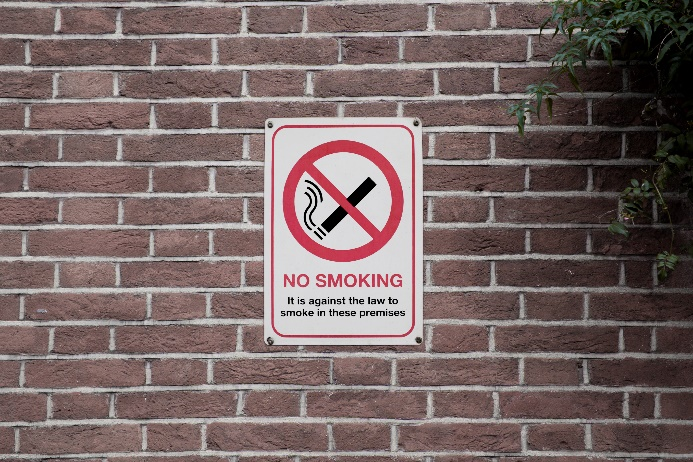 NO SMOKING
It is against the law to
smoke in these premises